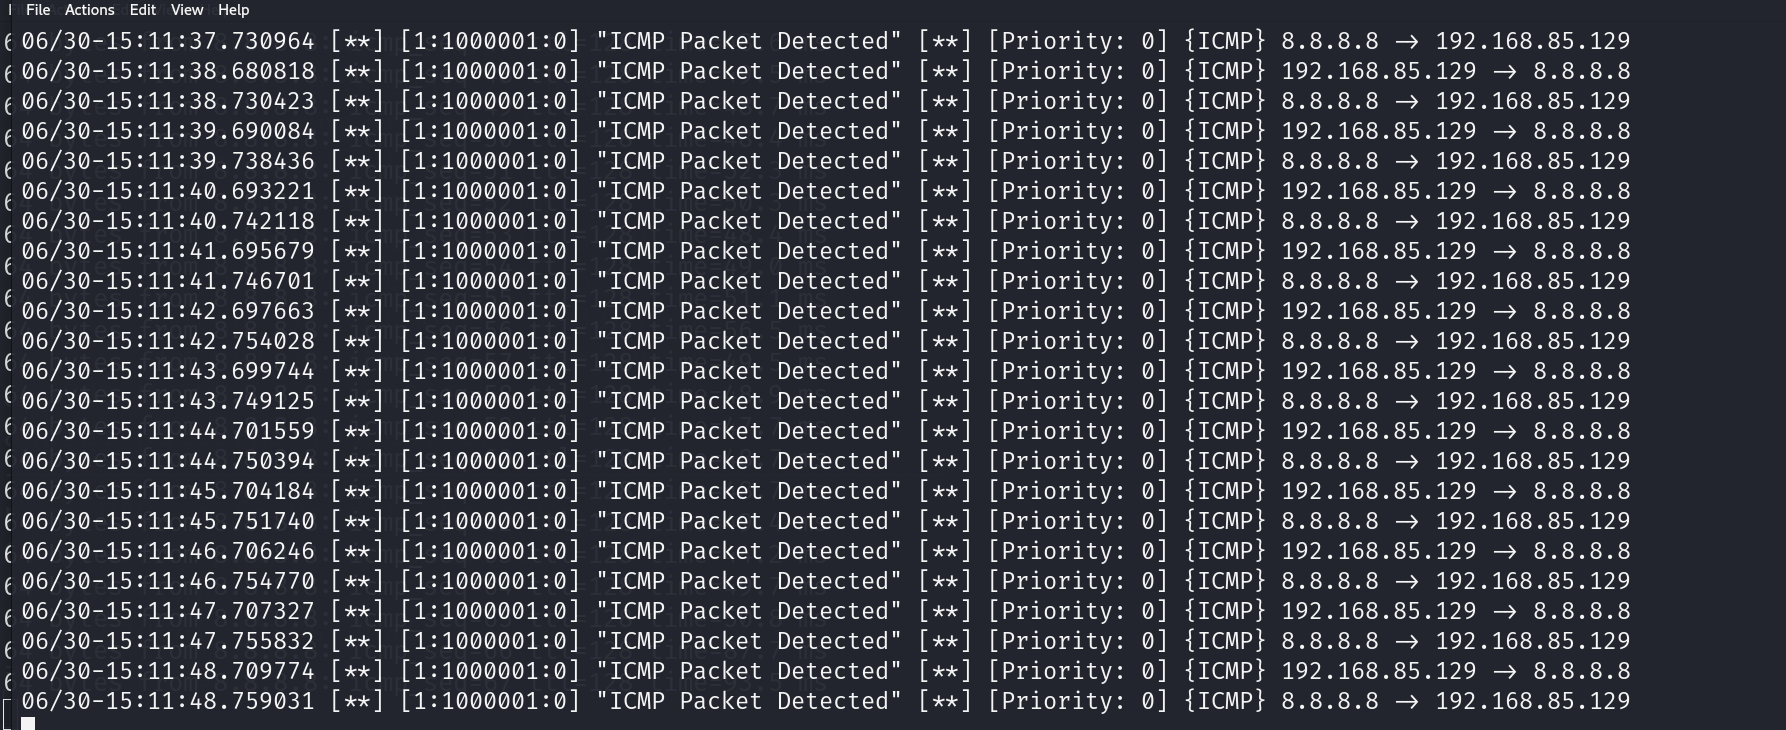 File Actions Edit View Help
06/30-15:11:37.730964 [**] [1:1000001:0] "ICMP Packet Detected" [**] [Priority: 0] {ICMP} 8.8.8.8 → 192.168.85.129
06/30-15:11:38.680818 [**] [1:1000001:0] "ICMP Packet Detected" [**] [Priority: 0] {ICMP} 192.168.85.129 → 8.8.8.8
06/30-15:11:38.730423 [**] [1:1000001:0] "ICMP Packet Detected" [**] [Priority: 0] {ICMP} 8.8.8.8 → 192.168.85.129
06/30-15:11:39.690084 [**] [1:1000001:0] "ICMP Packet Detected" [**] [Priority: 0] {ICMP} 192.168.85.129 → 8.8.8.8
06/30-15:11:39.738436 [**] [1:1000001:0] "ICMP Packet Detected" [**] [Priority: 0] {ICMP} 8.8.8.8 → 192.168.85.129
06/30-15:11:40.693221 [**] [1:1000001:0] "ICMP Packet Detected" [**] [Priority: 0] {ICMP} 192.168.85.129 → 8.8.8.8
06/30-15:11:40.742118 [**] [1:1000001:0] "ICMP Packet Detected" [**] [Priority: 0] {ICMP} 8.8.8.8 → 192.168.85.129
06/30-15:11:41.695679 [**] [1:1000001:0] "ICMP Packet Detected" [**] [Priority: 0] {ICMP} 192.168.85.129 → 8.8.8.8
06/30-15:11:41.746701 [**] [1:1000001:0] "ICMP Packet Detected" [**] [Priority: 0] {ICMP} 8.8.8.8 → 192.168.85.129
06/30-15:11:42.697663 [**] [1:1000001:0] "ICMP Packet Detected" [**] [Priority: 0] {ICMP} 192.168.85.129 → 8.8.8.8
06/30-15:11:42.754028 [**] [1:1000001:0] "ICMP Packet Detected" [**] [Priority: 0] {ICMP} 8.8.8.8 → 192.168.85.129
06/30-15:11:43.699744 [**] [1:1000001:0] "ICMP Packet Detected" [**] [Priority: 0] {ICMP} 192.168.85.129 → 8.8.8.8
06/30-15:11:43.749125 [**] [1:1000001:0] "ICMP Packet Detected" [**] [Priority: 0] {ICMP} 8.8.8.8 → 192.168.85.129
06/30-15:11:44.701559 [**] [1:1000001:0] "ICMP Packet Detected" [**] [Priority: 0] {ICMP} 192.168.85.129 → 8.8.8.8
06/30-15:11:44.750394 [**] [1:1000001:0] "ICMP Packet Detected" [**] [Priority: 0] {ICMP} 8.8.8.8 → 192.168.85.129
06/30-15:11:45.704184 [**] [1:1000001:0] "ICMP Packet Detected" [**] [Priority: 0] {ICMP} 192.168.85.129 → 8.8.8.8
06/30-15:11:45.751740 [**] [1:1000001:0] "ICMP Packet Detected" [**] [Priority: 0] {ICMP} 8.8.8.8 → 192.168.85.129
06/30-15:11:46.706246 [**] [1:1000001:0] "ICMP Packet Detected" [**] [Priority: 0] {ICMP} 192.168.85.129 → 8.8.8.8
06/30-15:11:46.754770 [**] [1:1000001:0] "ICMP Packet Detected" [**] [Priority: 0] {ICMP} 8.8.8.8 → 192.168.85.129
06/30-15:11:47.707327 [**] [1:1000001:0] "ICMP Packet Detected" [**] [Priority: 0] {ICMP} 192.168.85.129 → 8.8.8.8
06/30-15:11:47.755832 [**] [1:1000001:0] "ICMP Packet Detected" [**] [Priority: 0] {ICMP} 8.8.8.8 → 192.168.85.129
06/30-15:11:48.709774 [**] [1:1000001:0] "ICMP Packet Detected" [**] [Priority: 0] {ICMP} 192.168.85.129 → 8.8.8.8
06/30-15:11:48.759031 [**] [1:1000001:0] "ICMP Packet Detected" [**] [Priority: 0] {ICMP} 8.8.8.8 → 192.168.85.129